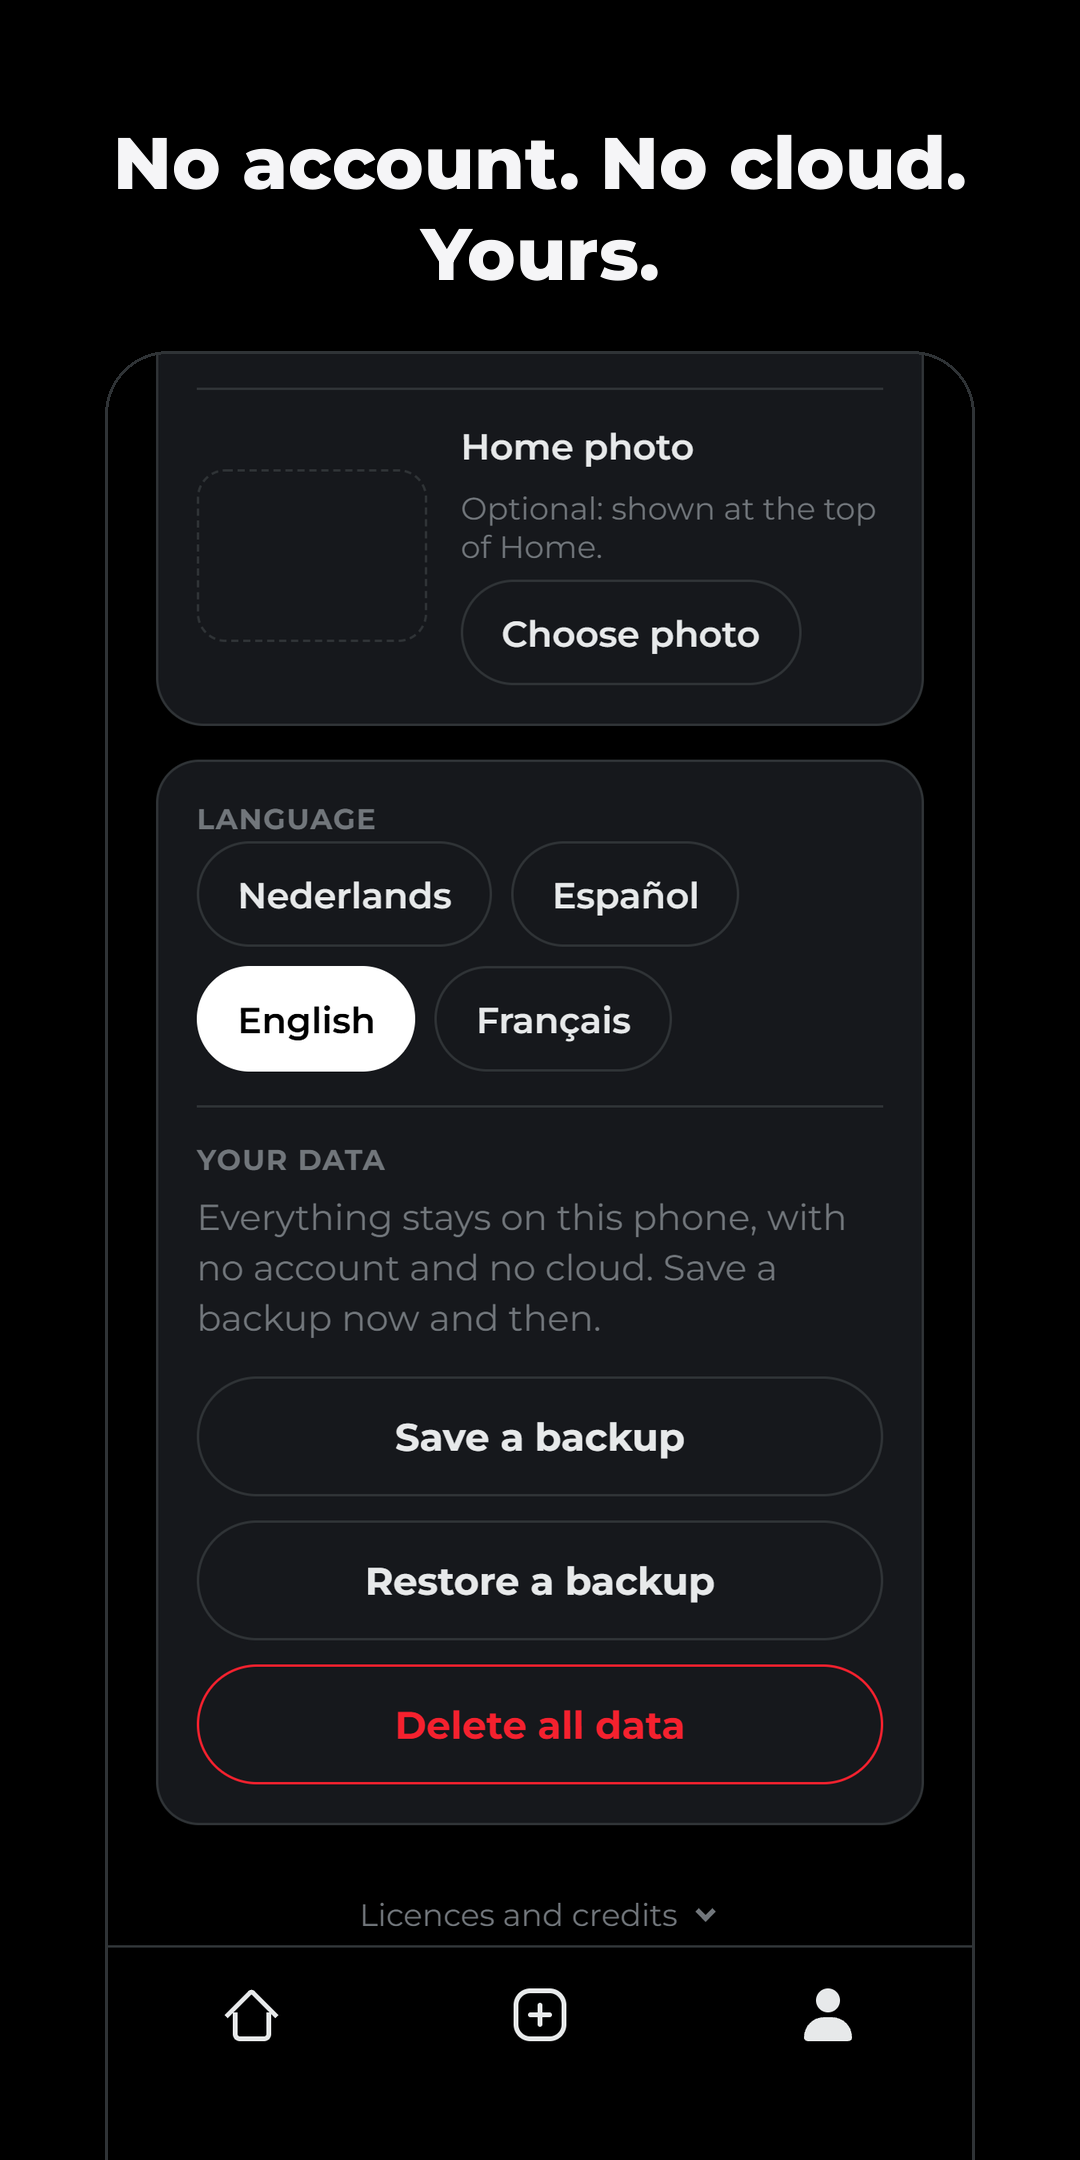 No account. No cloud.
Yours.
Home photo
Optional: shown at the top
of Home.
Choose photo
LANGUAGE
Nederlands Español
English Français
YOUR DATA
Everything stays on this phone, with
no account and no cloud. Save a
backup now and then.
Save a backup
Restore a backup
Delete all data
Licences and credits